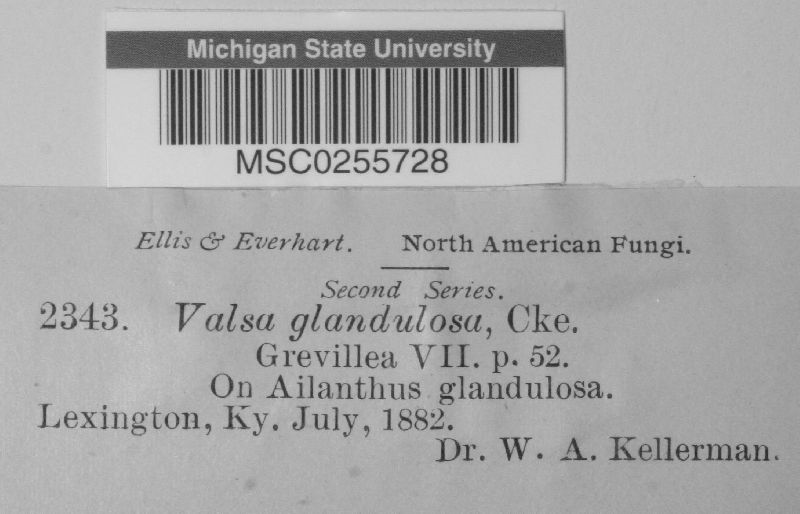 Michigan State University
MSC0255728
Ellis & Everhart. North American Fungi.
Second Series.
2343. Valsa glandulosa, Cke.
Grevillea VII. p. 52.
On Ailanthus glandulosa.
Lexington, Ky. July, 1882.
Dr. W. A. Kellerman.